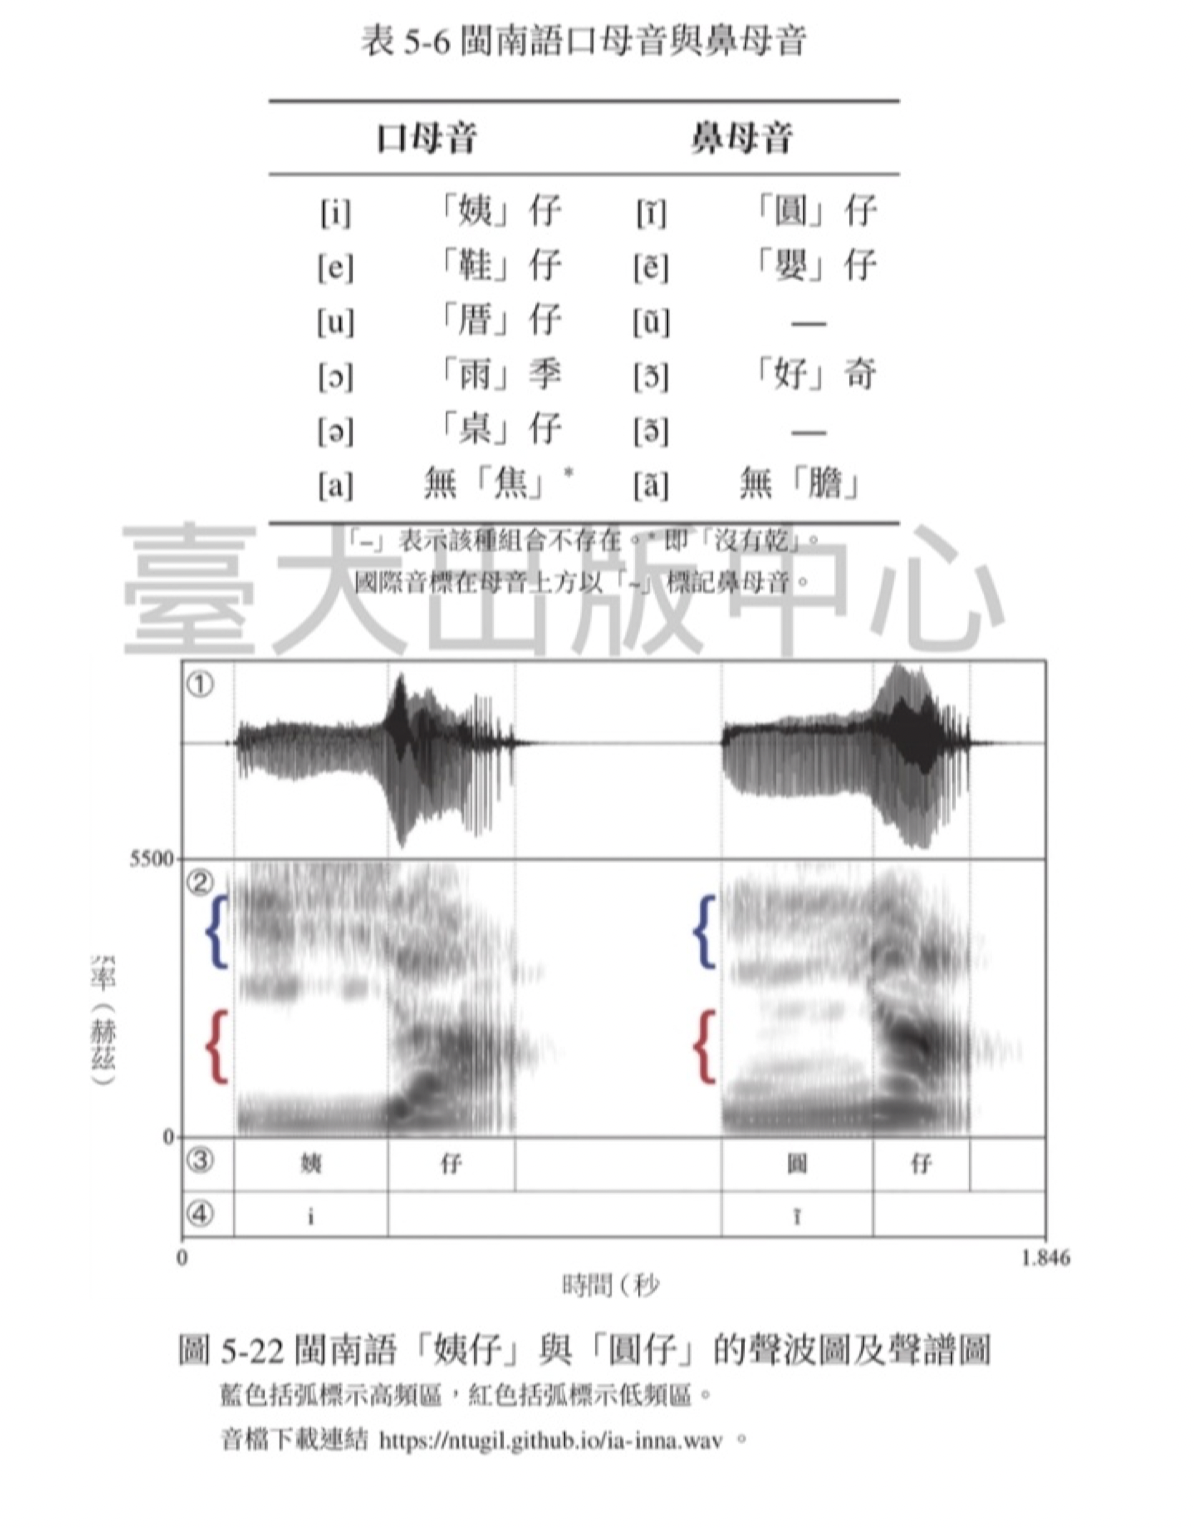 表 5-6 閩南語口母音與鼻母音
口母音 鼻母音
[i] 「姨」仔 [ĩ] 「圓」仔
[e] 「鞋」仔 [ẽ] 「嬰」仔
[u] 「厝」仔 [ũ] —
[ɔ] 「雨」季 [ɔ̃] 「好」奇
[ə] 「桌」仔 [ə̃] —
[a] 無「焦」* [ã] 無「膽」
「–」表示該種組合不存在。* 即「沒有乾」。
國際音標在母音上方以「~」標記鼻母音。
臺大出版中心
①
5500
②
率（赫茲）
0
③ 姨 仔 圓 仔
④ i ĩ
0 1.846
時間（秒
圖 5-22 閩南語「姨仔」與「圓仔」的聲波圖及聲譜圖
藍色括弧標示高頻區，紅色括弧標示低頻區。
音檔下載連結 https://ntugil.github.io/ia-inna.wav 。